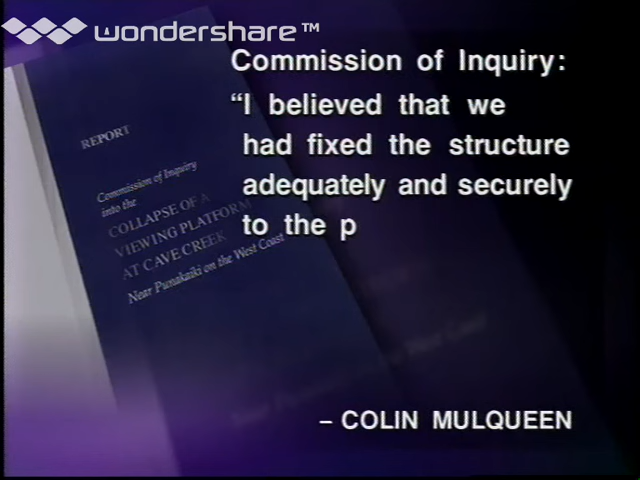 wondershare™
Commission of Inquiry:
“I believed that we
had fixed the structure
adequately and securely
to the p
– COLIN MULQUEEN
REPORT
Commission of Inquiry
into the
COLLAPSE OF A
VIEWING PLATFORM
AT CAVE CREEK
Near Punakaiki on the West Coast